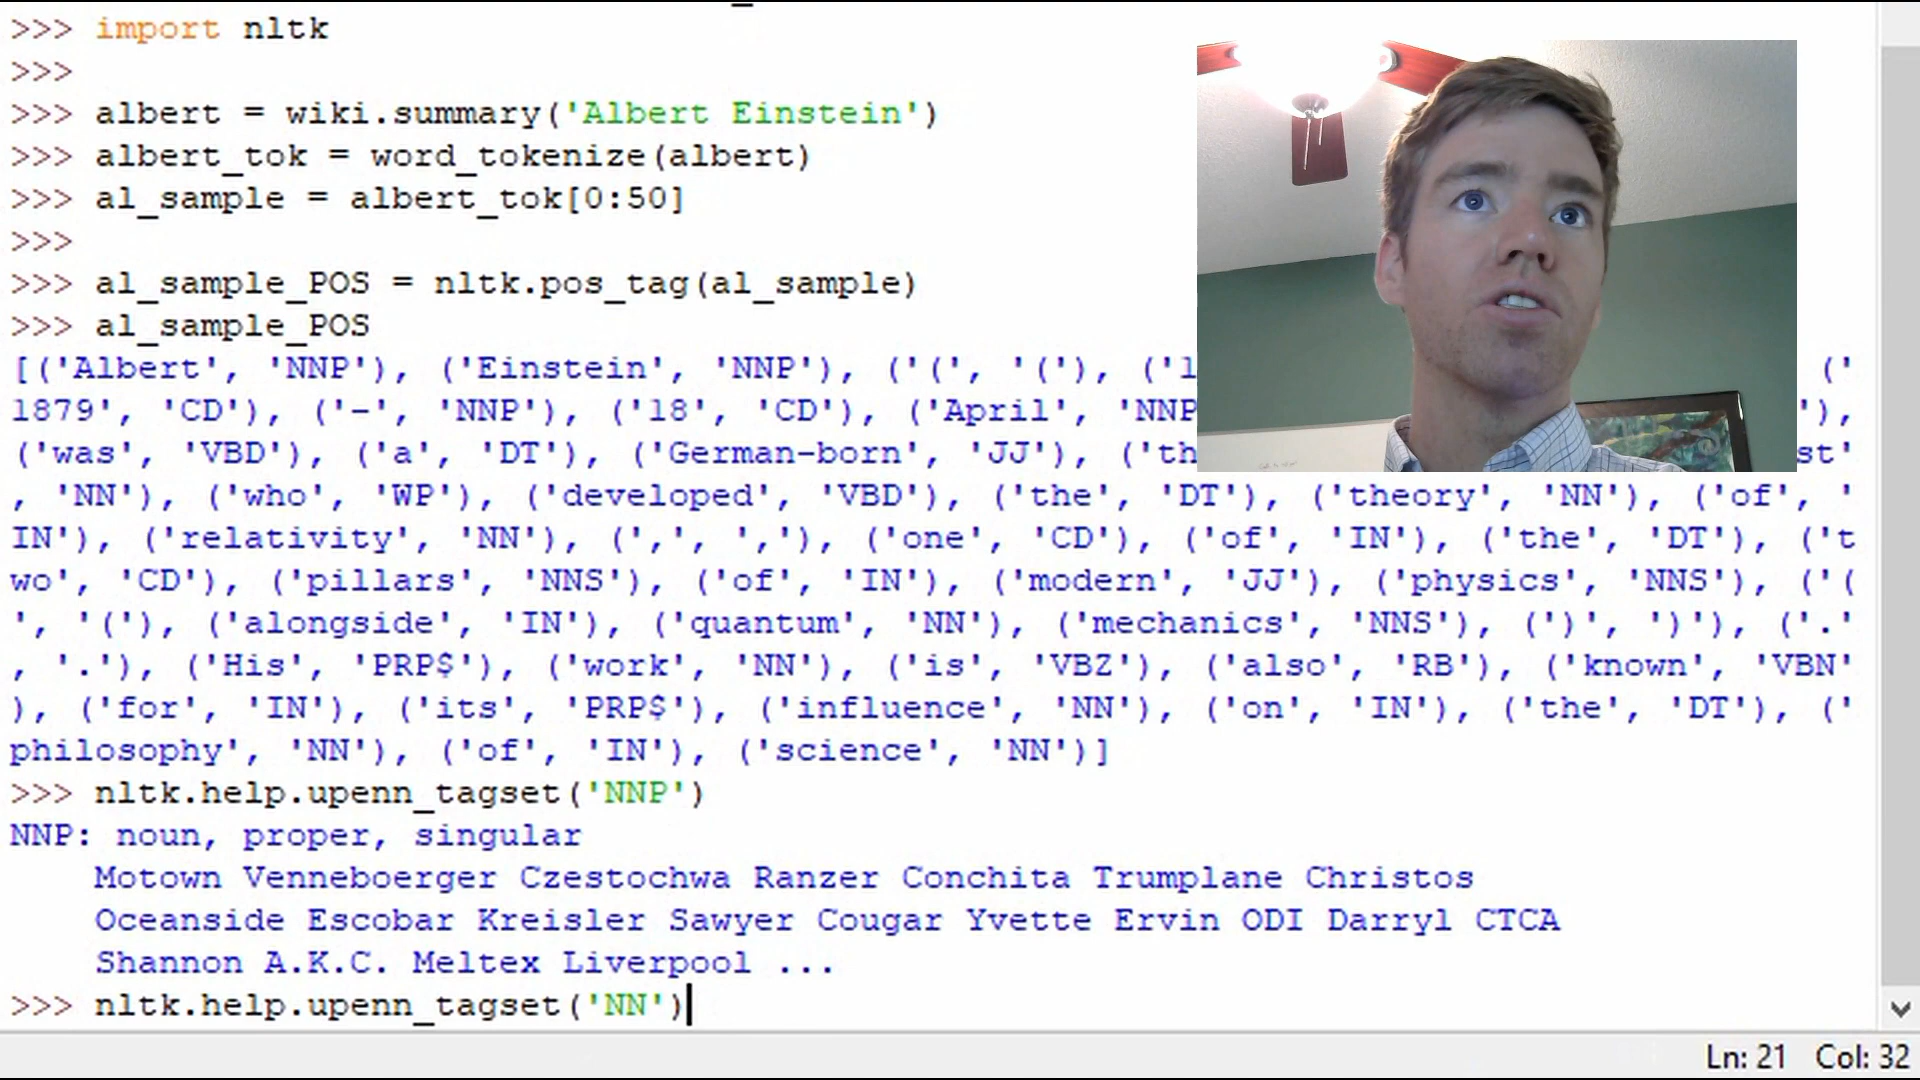 >>> import nltk
>>>
>>> albert = wiki.summary('Albert Einstein')
>>> albert_tok = word_tokenize(albert)
>>> al_sample = albert_tok[0:50]
>>>
>>> al_sample_POS = nltk.pos_tag(al_sample)
>>> al_sample_POS
[('Albert', 'NNP'), ('Einstein', 'NNP'), ('(', '('), ('1 ('
1879', 'CD'), ('-', 'NNP'), ('18', 'CD'), ('April', 'NNP '),
('was', 'VBD'), ('a', 'DT'), ('German-born', 'JJ'), ('th st'
, 'NN'), ('who', 'WP'), ('developed', 'VBD'), ('the', 'DT'), ('theory', 'NN'), ('of', '
IN'), ('relativity', 'NN'), (',', ','), ('one', 'CD'), ('of', 'IN'), ('the', 'DT'), ('t
wo', 'CD'), ('pillars', 'NNS'), ('of', 'IN'), ('modern', 'JJ'), ('physics', 'NNS'), ('(
', '('), ('alongside', 'IN'), ('quantum', 'NN'), ('mechanics', 'NNS'), (')', ')'), ('.'
, '.'), ('His', 'PRP$'), ('work', 'NN'), ('is', 'VBZ'), ('also', 'RB'), ('known', 'VBN'
), ('for', 'IN'), ('its', 'PRP$'), ('influence', 'NN'), ('on', 'IN'), ('the', 'DT'), ('
philosophy', 'NN'), ('of', 'IN'), ('science', 'NN')]
>>> nltk.help.upenn_tagset('NNP')
NNP: noun, proper, singular
Motown Venneboerger Czestochwa Ranzer Conchita Trumplane Christos
Oceanside Escobar Kreisler Sawyer Cougar Yvette Ervin ODI Darryl CTCA
Shannon A.K.C. Meltex Liverpool ...
>>> nltk.help.upenn_tagset('NN')
Ln: 21 Col: 32